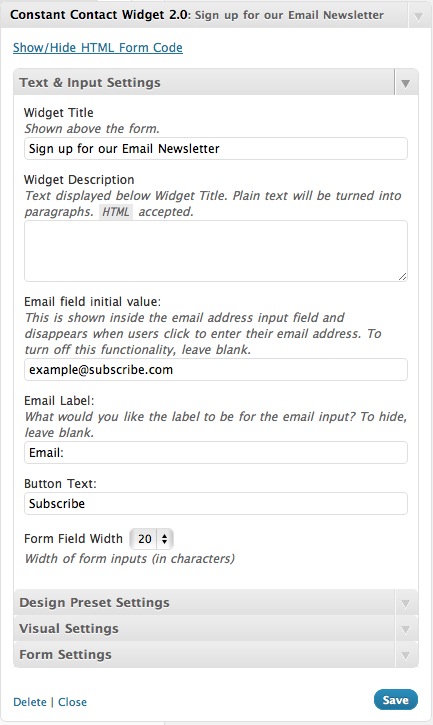 Constant Contact Widget 2.0: Sign up for our Email Newsletter
Show/Hide HTML Form Code
Text & Input Settings
Widget Title
Shown above the form.
Sign up for our Email Newsletter
Widget Description
Text displayed below Widget Title. Plain text will be turned into
paragraphs. HTML accepted.
Email field initial value:
This is shown inside the email address input field and
disappears when users click to enter their email address. To
turn off this functionality, leave blank.
example@subscribe.com
Email Label:
What would you like the label to be for the email input? To hide,
leave blank.
Email:
Button Text:
Subscribe
Form Field Width 20
Width of form inputs (in characters)
Design Preset Settings
Visual Settings
Form Settings
Delete | Close Save